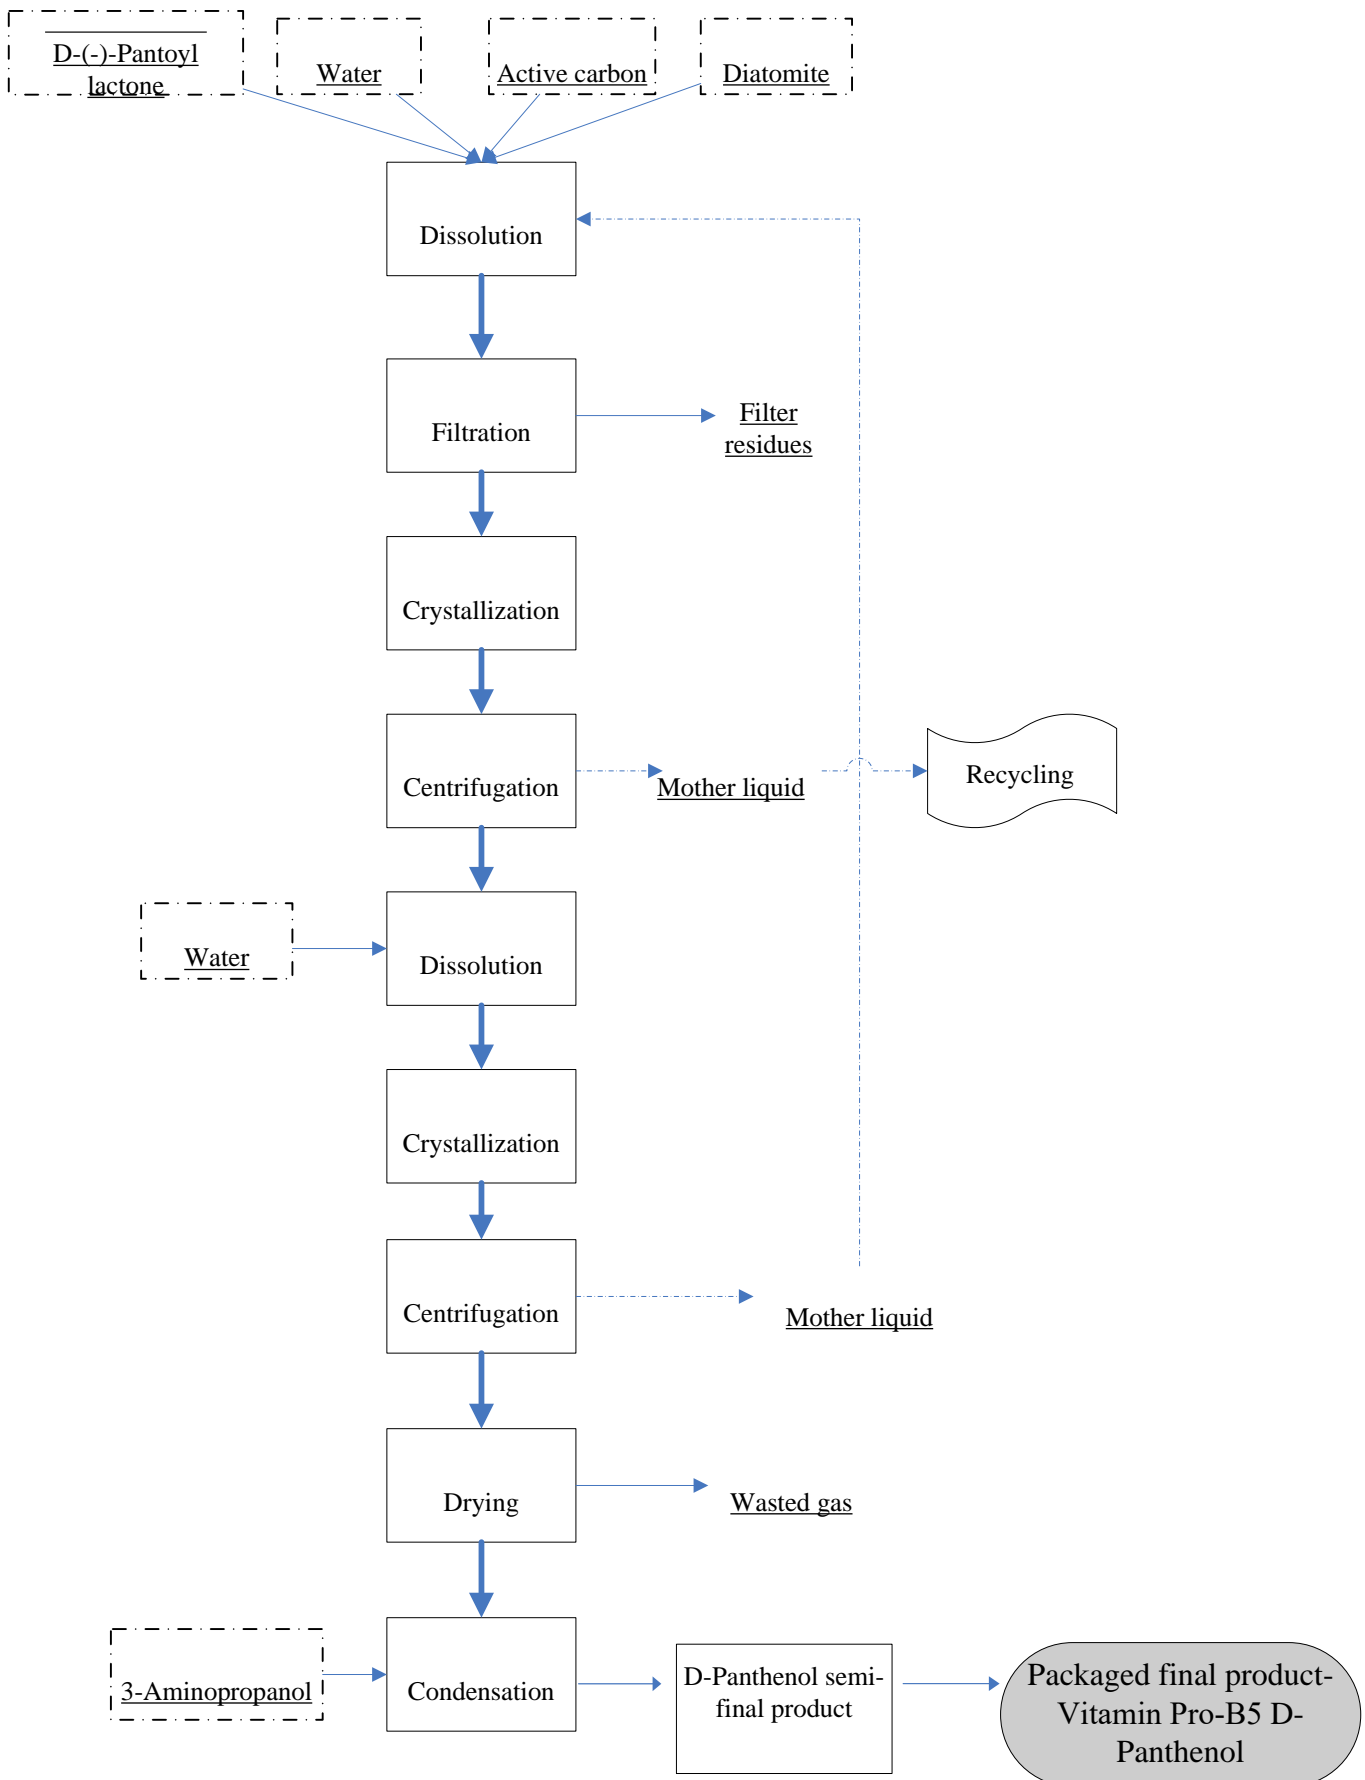 D-(-)-Pantoyl
lactone
Water
Active carbon
Diatomite
Dissolution
Filtration
Filter
residues
Crystallization
Centrifugation
Mother liquid
Recycling
Water
Dissolution
Crystallization
Centrifugation
Mother liquid
Drying
Wasted gas
3-Aminopropanol
Condensation
D-Panthenol semi-
final product
Packaged final product-
Vitamin Pro-B5 D-
Panthenol